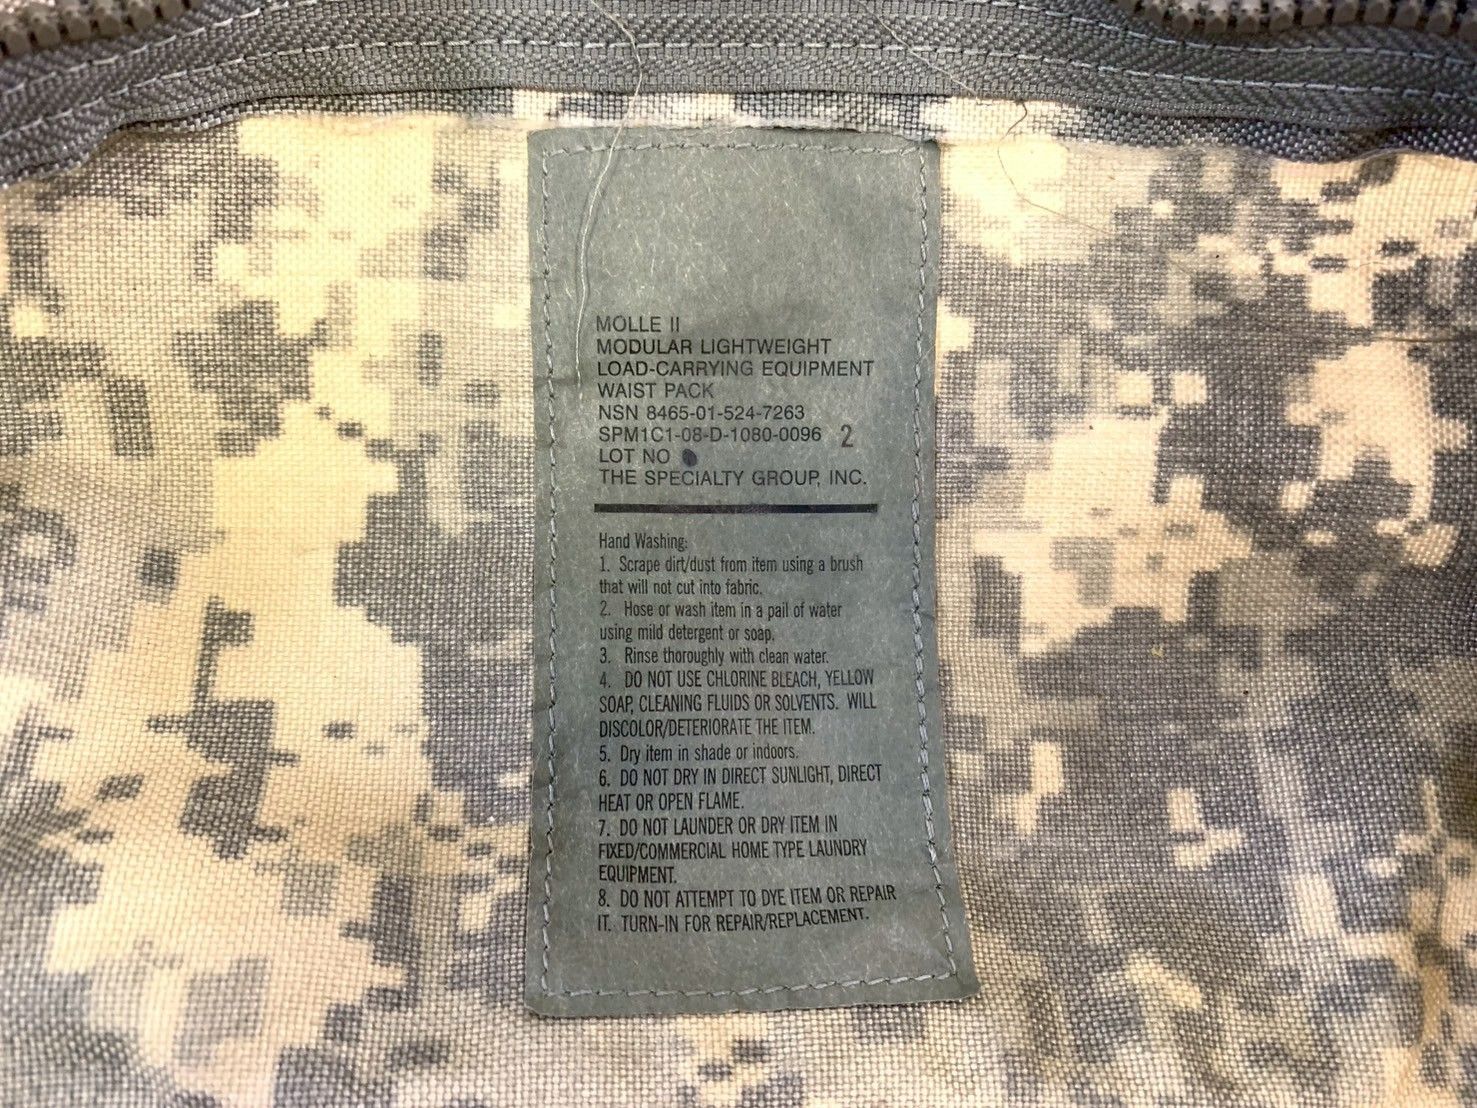 MOLLE II
MODULAR LIGHTWEIGHT
LOAD-CARRYING EQUIPMENT
WAIST PACK
NSN 8465-01-524-7263
SPM1C1-08-D-1080-0096 2
LOT NO
THE SPECIALTY GROUP, INC.
Hand Washing:
1. Scrape dirt/dust from item using a brush
that will not cut into fabric.
2. Hose or wash item in a pail of water
using mild detergent or soap.
3. Rinse thoroughly with clean water.
4. DO NOT USE CHLORINE BLEACH, YELLOW
SOAP, CLEANING FLUIDS OR SOLVENTS. WILL
DISCOLOR/DETERIORATE THE ITEM.
5. Dry item in shade or indoors.
6. DO NOT DRY IN DIRECT SUNLIGHT, DIRECT
HEAT OR OPEN FLAME.
7. DO NOT LAUNDER OR DRY ITEM IN
FIXED/COMMERCIAL HOME TYPE LAUNDRY
EQUIPMENT.
8. DO NOT ATTEMPT TO DYE ITEM OR REPAIR
IT. TURN-IN FOR REPAIR/REPLACEMENT.